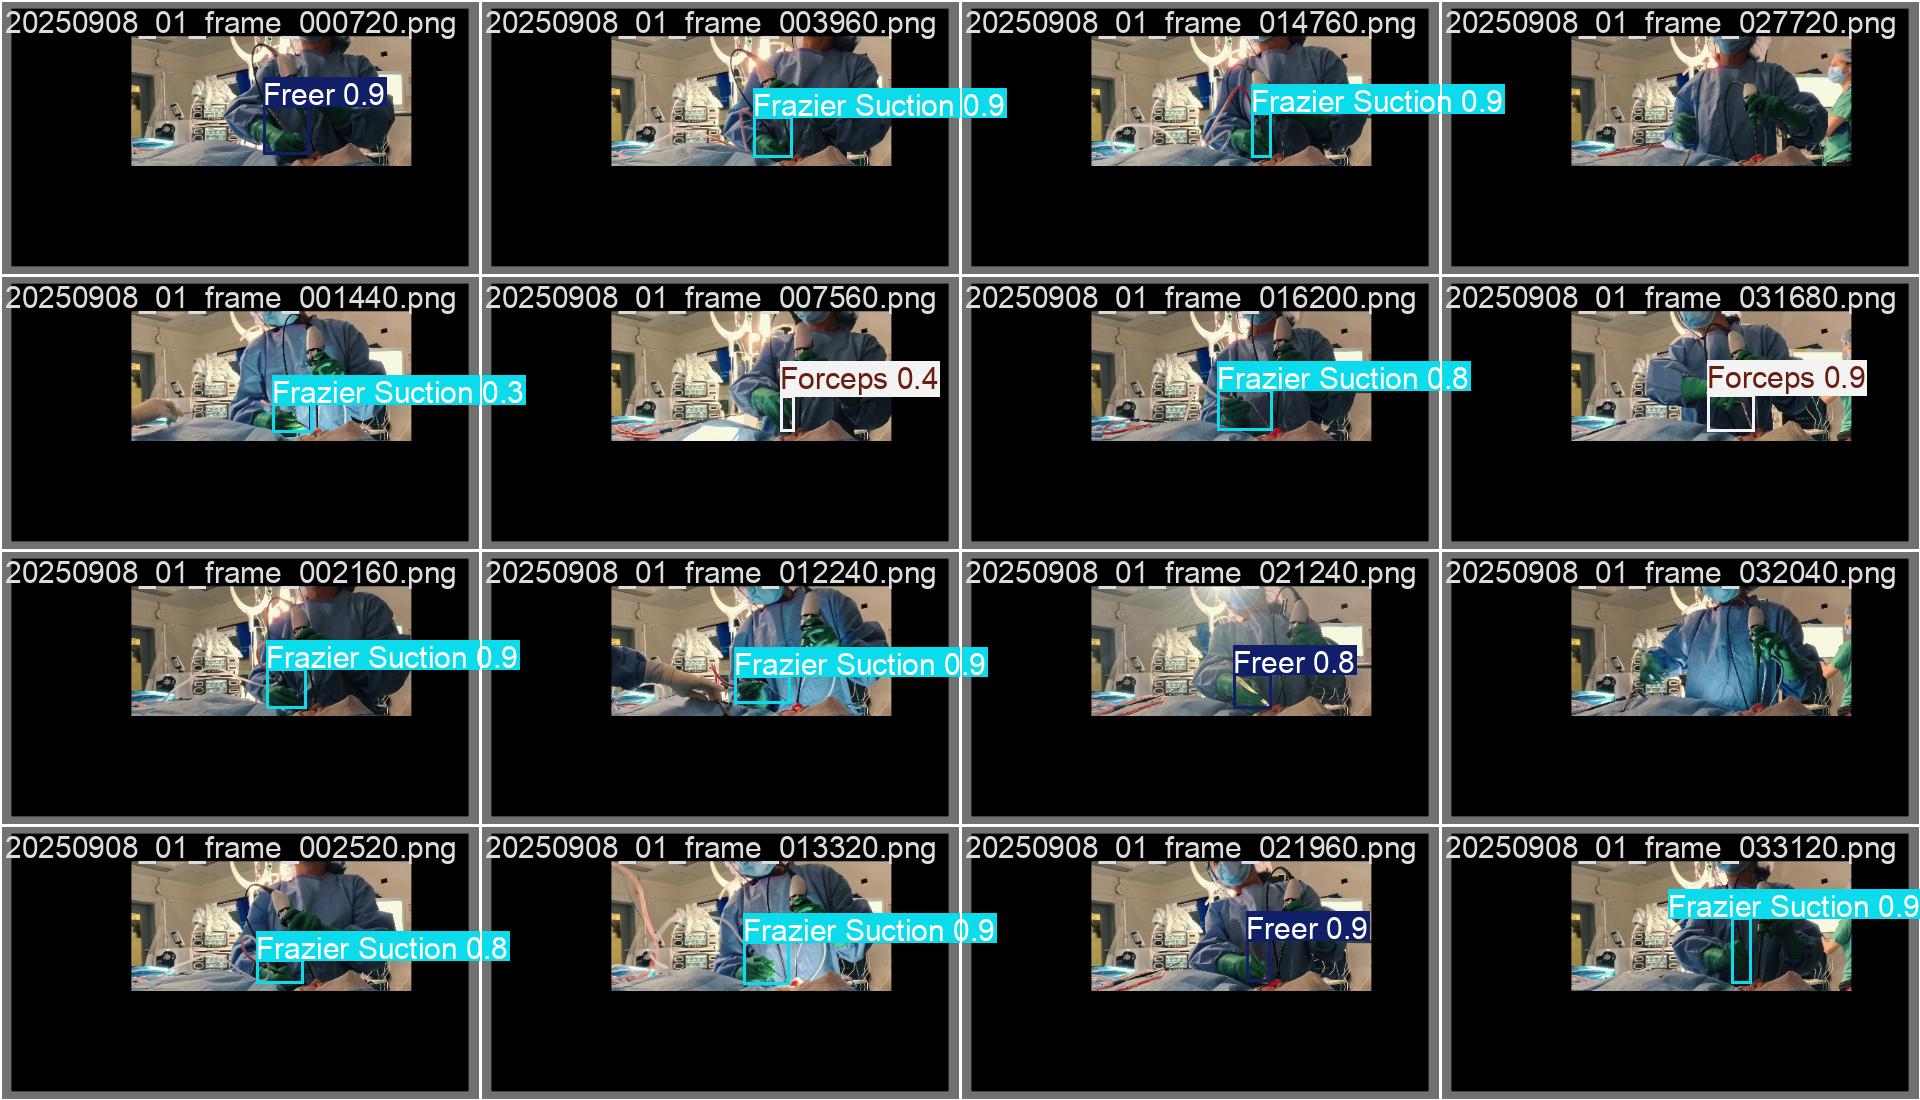 20250908_01_frame_000720.png
Freer 0.9
20250908_01_frame_003960.png
Frazier Suction 0.9
20250908_01_frame_014760.png
Frazier Suction 0.9
20250908_01_frame_027720.png
20250908_01_frame_001440.png
Frazier Suction 0.3
20250908_01_frame_007560.png
Forceps 0.4
20250908_01_frame_016200.png
Frazier Suction 0.8
20250908_01_frame_031680.png
Forceps 0.9
20250908_01_frame_002160.png
Frazier Suction 0.9
20250908_01_frame_012240.png
Frazier Suction 0.9
20250908_01_frame_021240.png
Freer 0.8
20250908_01_frame_032040.png
20250908_01_frame_002520.png
Frazier Suction 0.8
20250908_01_frame_013320.png
Frazier Suction 0.9
20250908_01_frame_021960.png
Freer 0.9
20250908_01_frame_033120.png
Frazier Suction 0.9